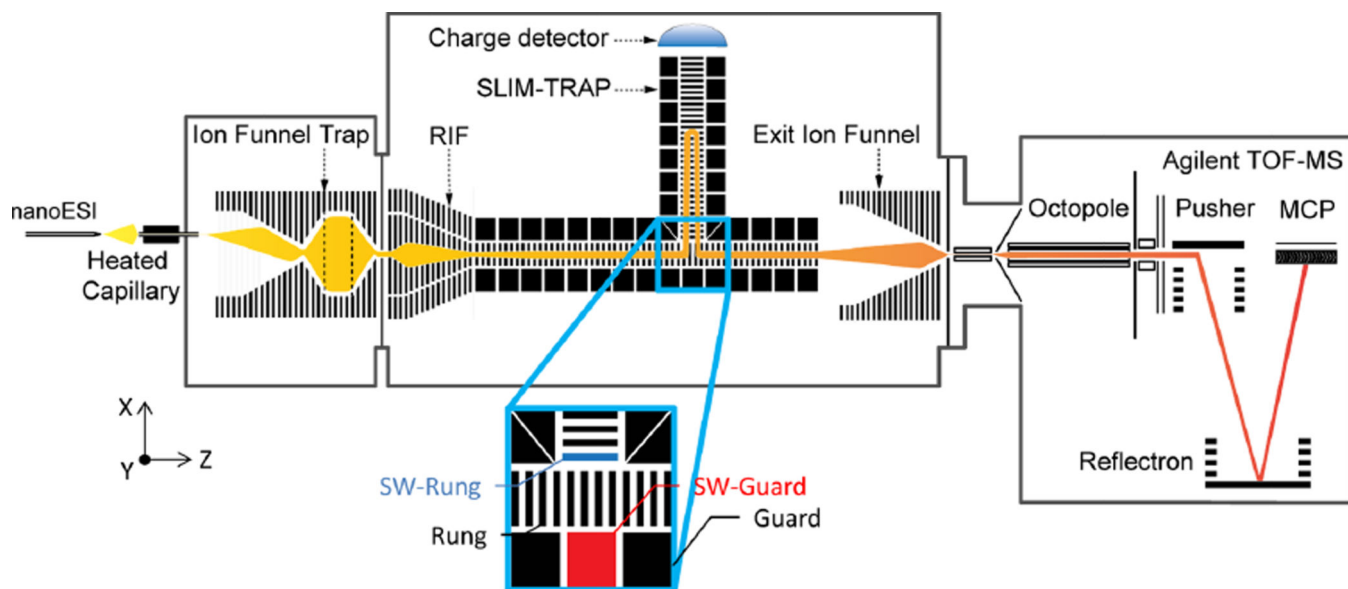 Charge detector
SLIM-TRAP
Ion Funnel Trap
RIF
Exit Ion Funnel
Agilent TOF-MS
nanoESI
Octopole
Pusher
MCP
Heated
Capillary
X
Y
Z
Reflectron
SW-Rung
SW-Guard
Rung
Guard